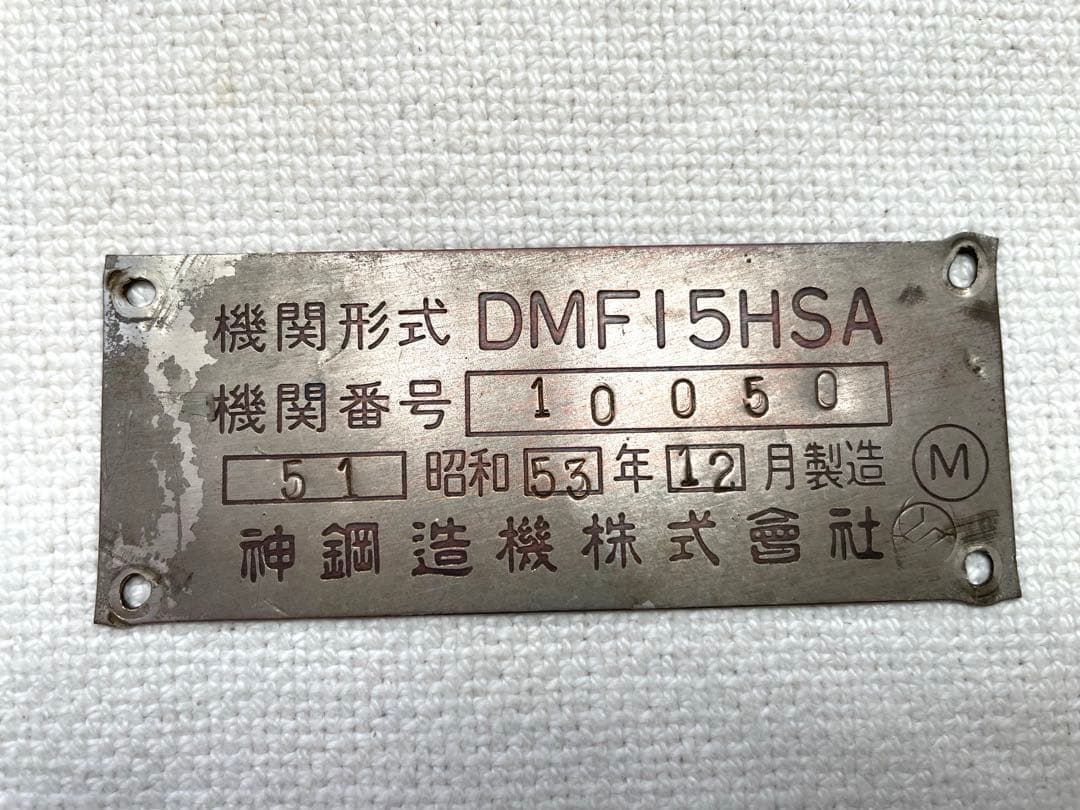 機関形式 DMF15HSA
機関番号 10050
51 昭和53年12月製造 M
神鋼造機株式會社